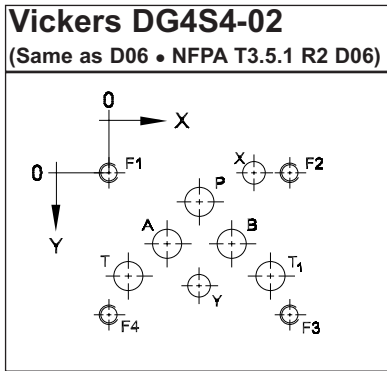 Vickers DG4S4-02
(Same as D06 • NFPA T3.5.1 R2 D06)
0
X
0
F1
X
F2
P
Y
A
B
T
T1
Y
F4
F3